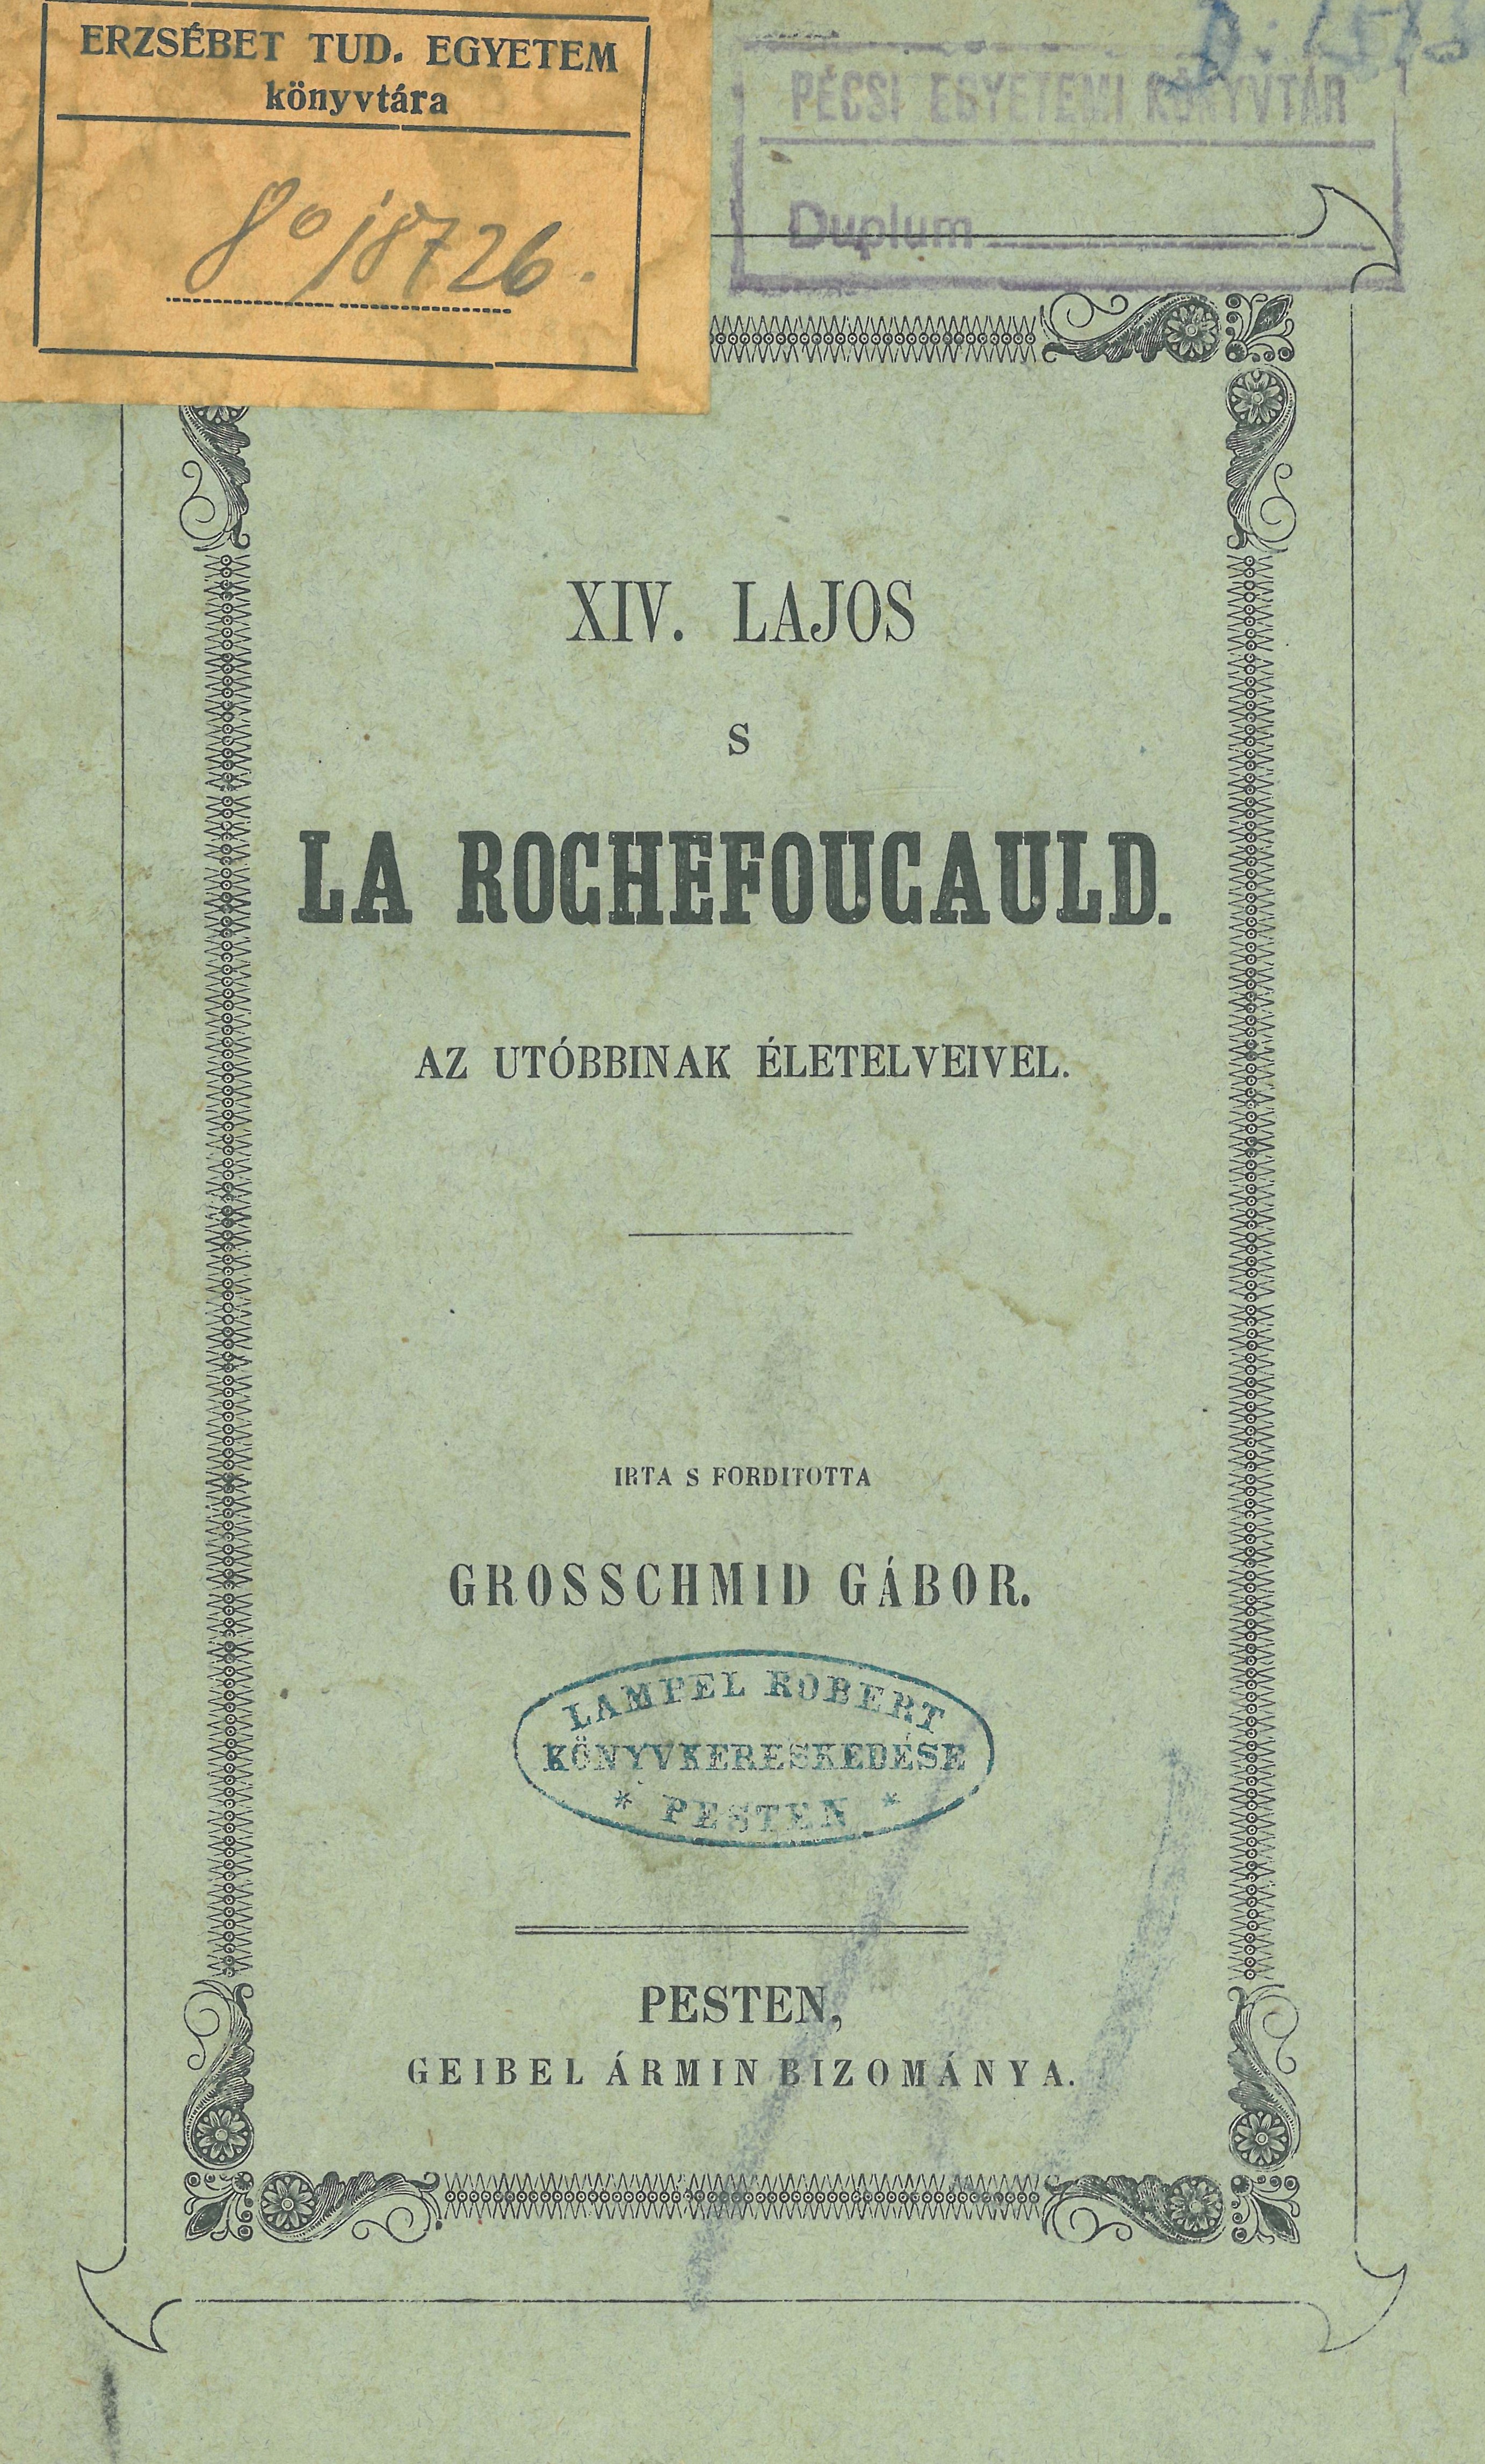 ERZSÉBET TUD. EGYETEM
könyvtára
8° 18726.
PÉCSI EGYETEMI KÖNYVTÁR
Duplum
XIV. LAJOS
S
LA ROCHEFOUCAULD.
AZ UTÓBBINAK ÉLETELVEIVEL.
IRTA S FORDITOTTA
GROSSCHMID GÁBOR.
LAMPEL ROBERT
KÖNYVKERESKEDÉSE
* PESTEN *
PESTEN,
GEIBEL ÁRMIN BIZOMÁNYA.